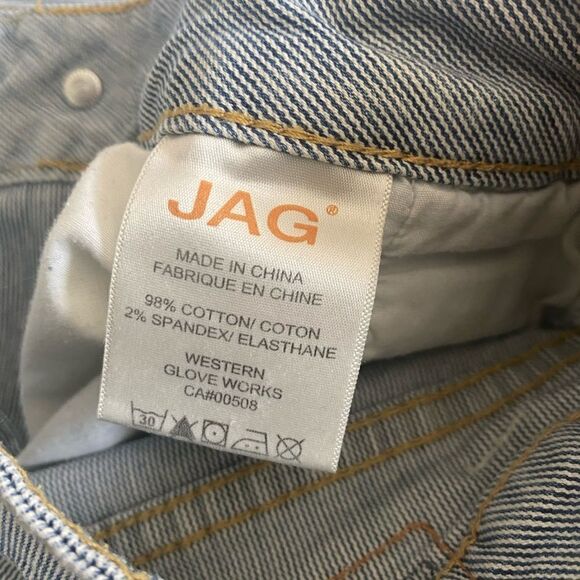 JAG®
MADE IN CHINA
FABRIQUE EN CHINE
98% COTTON/ COTON
2% SPANDEX/ ELASTHANE
WESTERN
GLOVE WORKS
CA#00508
30